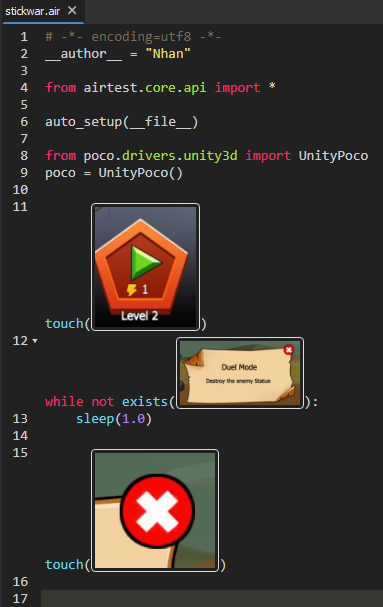 stickwar.air ×
1 # -*- encoding=utf8 -*-
2 __author__ = "Nhan"
3
4 from airtest.core.api import *
5
6 auto_setup(__file__)
7
8 from poco.drivers.unity3d import UnityPoco
9 poco = UnityPoco()
10
11
1
Level 2
touch( )
12
Duel Mode
Destroy the enemy Statue
while not exists( ):
13 sleep(1.0)
14
15
touch( )
16
17